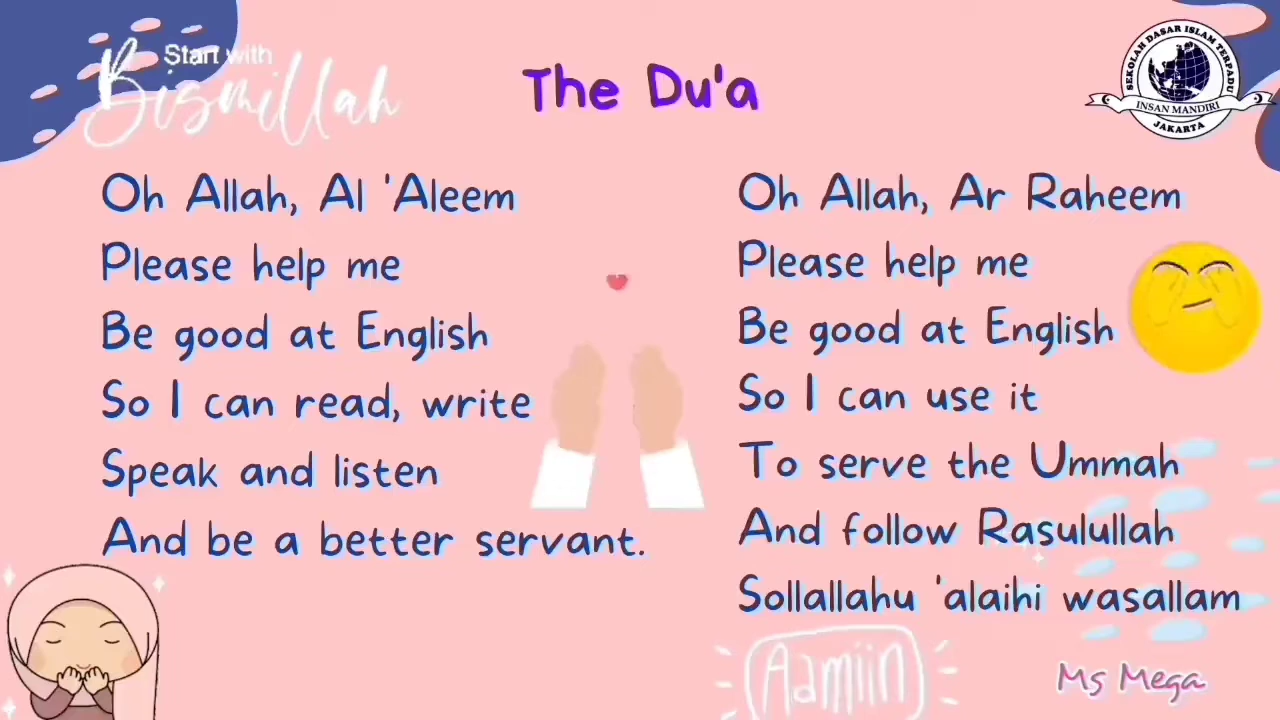 Start with
Bismillah
The Du'a
SEKOLAH DASAR ISLAM TERPADU
INSAN MANDIRI
JAKARTA
Oh Allah, Al 'Aleem
Please help me
Be good at English
So I can read, write
Speak and listen
And be a better servant.
Oh Allah, Ar Raheem
Please help me
Be good at English
So I can use it
To serve the Ummah
And follow Rasulullah
Sollallahu 'alaihi wasallam
Aamiin
Ms Mega